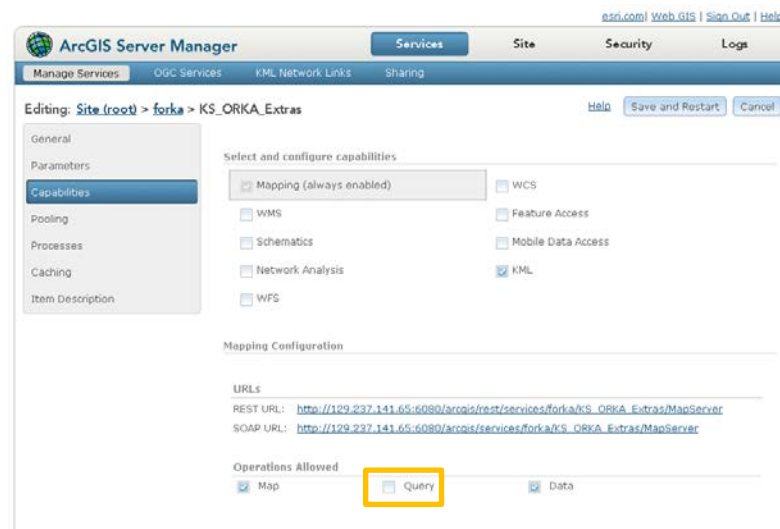 esri.com| Web GIS | Sign Out | Help
ArcGIS Server Manager Services Site Security Logs
Manage Services OGC Services KML Network Links Sharing
Editing: Site (root) > forka > KS_ORKA_Extras Help Save and Restart Cancel
General
Parameters
Capabilities
Pooling
Processes
Caching
Item Description
Select and configure capabilities
Mapping (always enabled) WCS
WMS Feature Access
Schematics Mobile Data Access
Network Analysis KML
WFS
Mapping Configuration
URLs
REST URL: http://129.237.141.65:6080/arcgis/rest/services/forka/KS_ORKA_Extras/MapServer
SOAP URL: http://129.237.141.65:6080/arcgis/services/forka/KS_ORKA_Extras/MapServer
Operations Allowed
Map Query Data